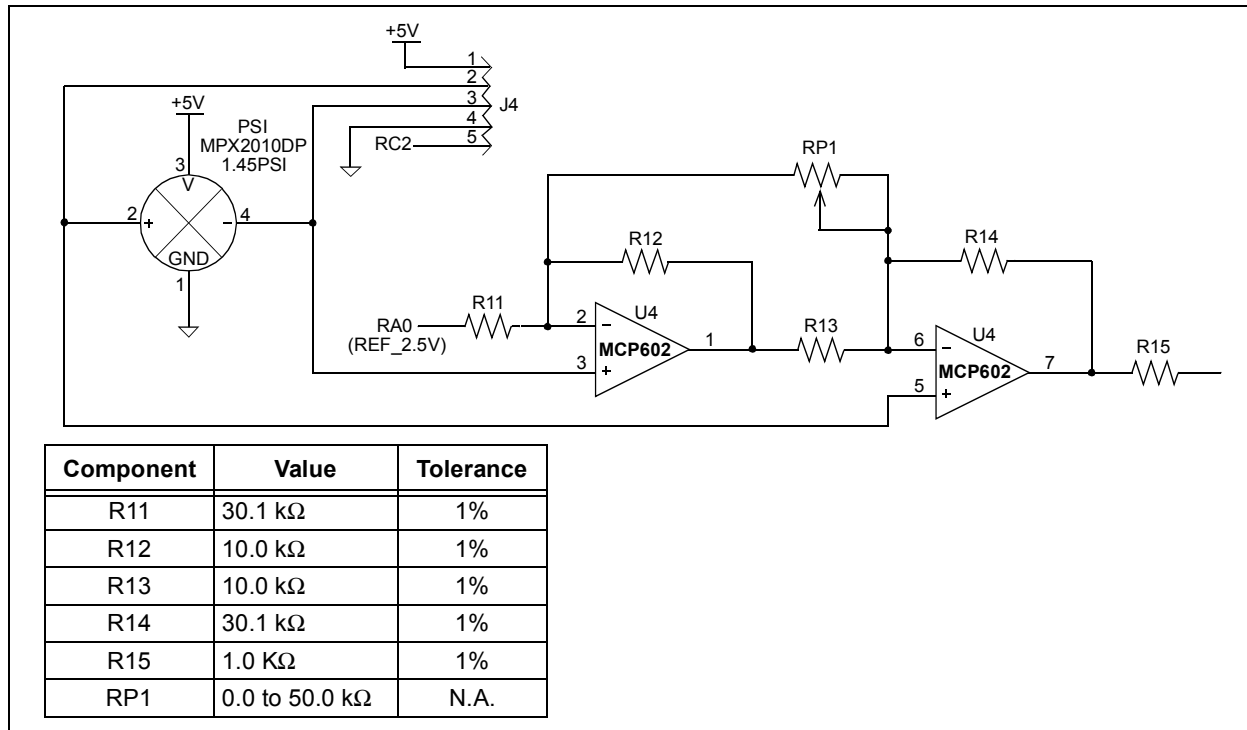 +5V
1
2
3
4
5
J4
RC2
+5V
PSI
MPX2010DP
1.45PSI
3
V
2
+
-
4
GND
1
RP1
R12
R14
RA0
(REF_2.5V)
R11
2
–
U4
MCP602
1
3
+
R13
6
–
U4
MCP602
7
5
+
R15
Component Value Tolerance
R11 30.1 kΩ 1%
R12 10.0 kΩ 1%
R13 10.0 kΩ 1%
R14 30.1 kΩ 1%
R15 1.0 KΩ 1%
RP1 0.0 to 50.0 kΩ N.A.